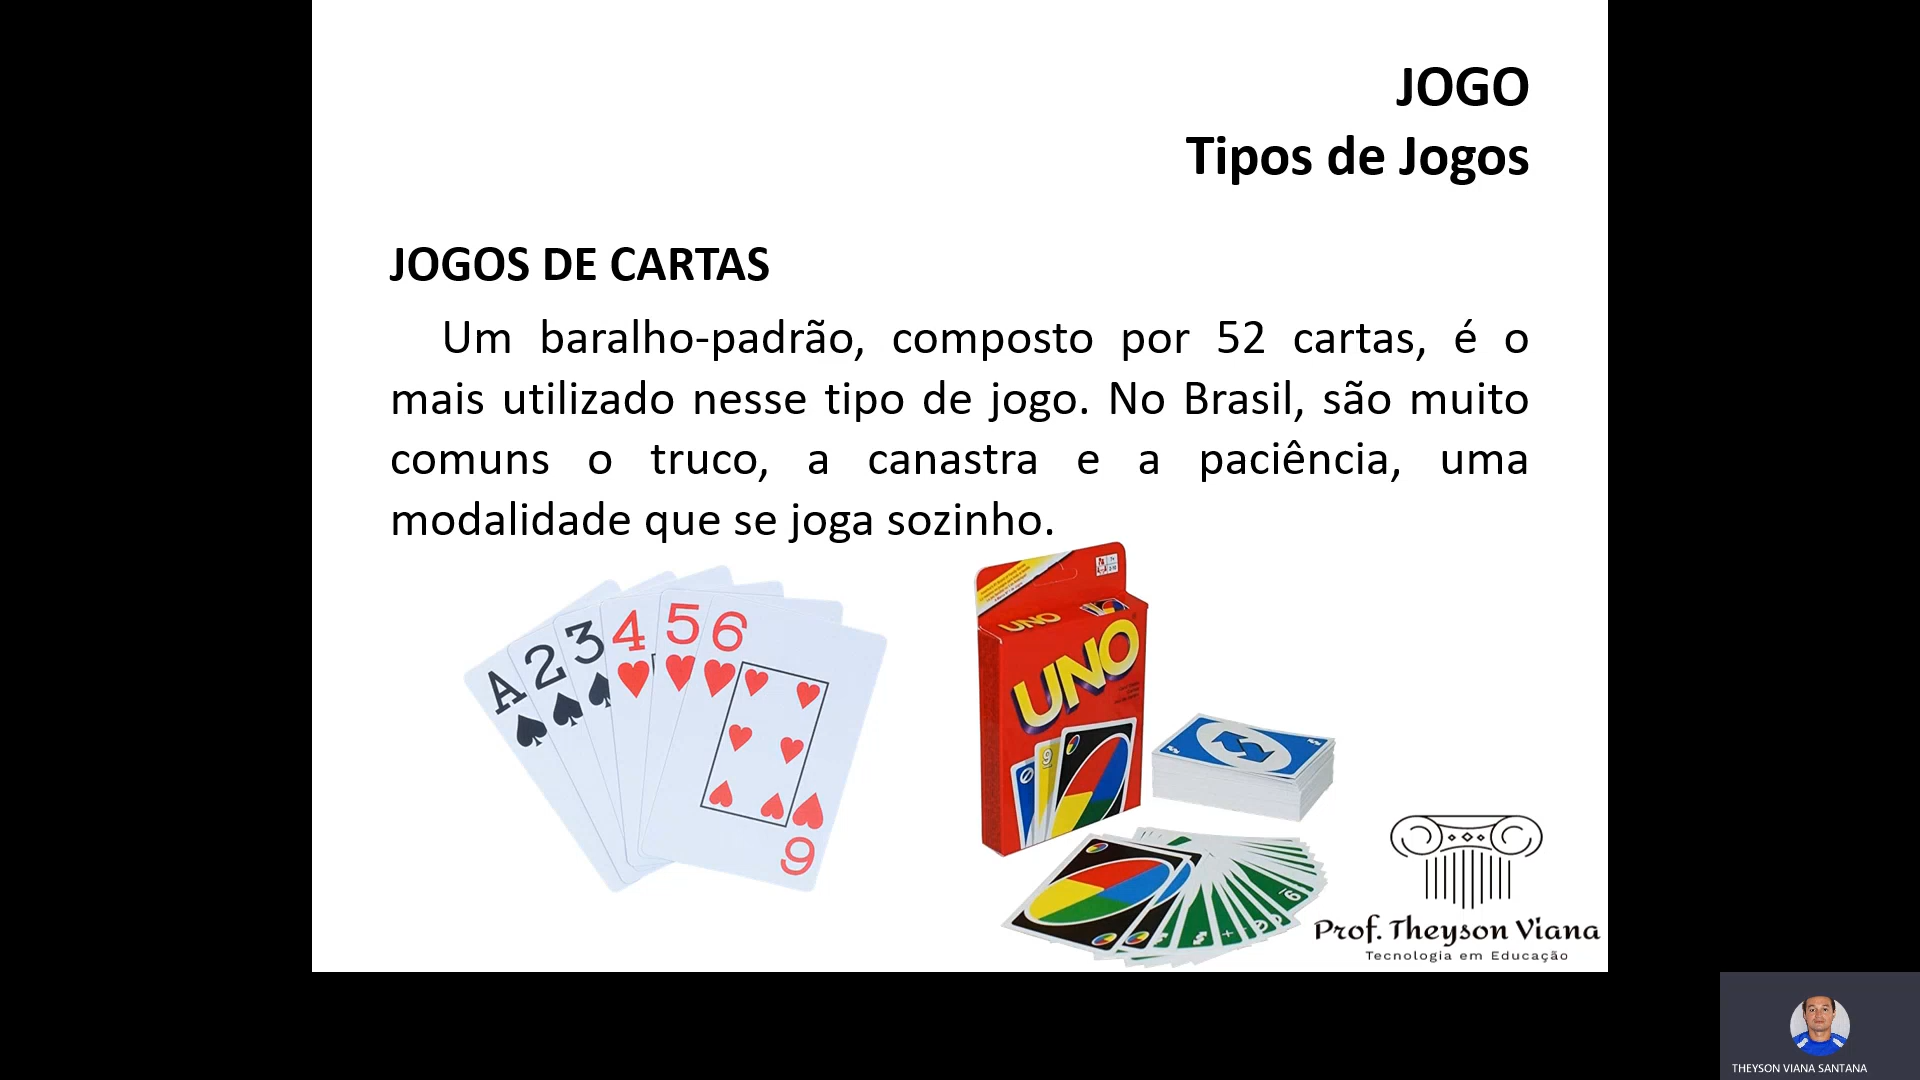 JOGO
Tipos de Jogos
JOGOS DE CARTAS
Um baralho-padrão, composto por 52 cartas, é o
mais utilizado nesse tipo de jogo. No Brasil, são muito
comuns o truco, a canastra e a paciência, uma
modalidade que se joga sozinho.
A
2
3
4
5
6
6
UNO
UNO
9
6
Prof. Theyson Viana
Tecnologia em Educação
THEYSON VIANA SANTANA